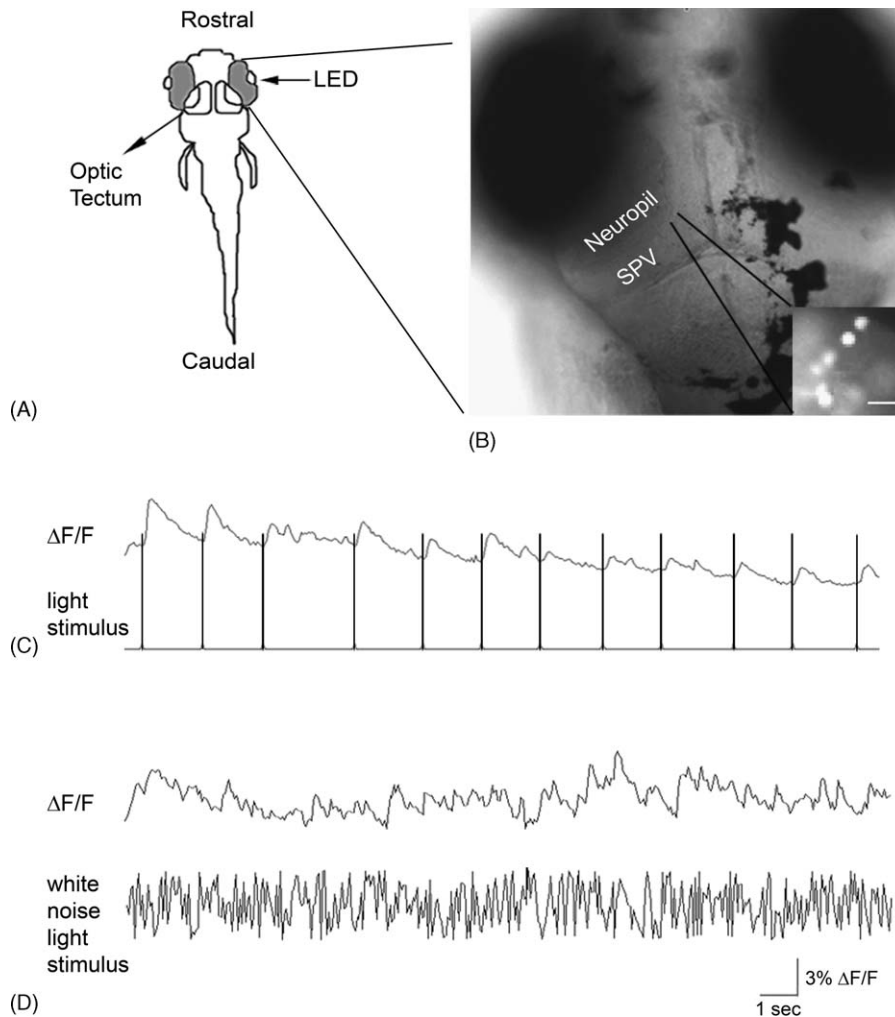 Rostral
LED
Optic
Tectum
Caudal
(A)
Neuropil
SPV
(B)
ΔF/F
light
stimulus
(C)
ΔF/F
white
noise
light
stimulus
3% ΔF/F
1 sec
(D)